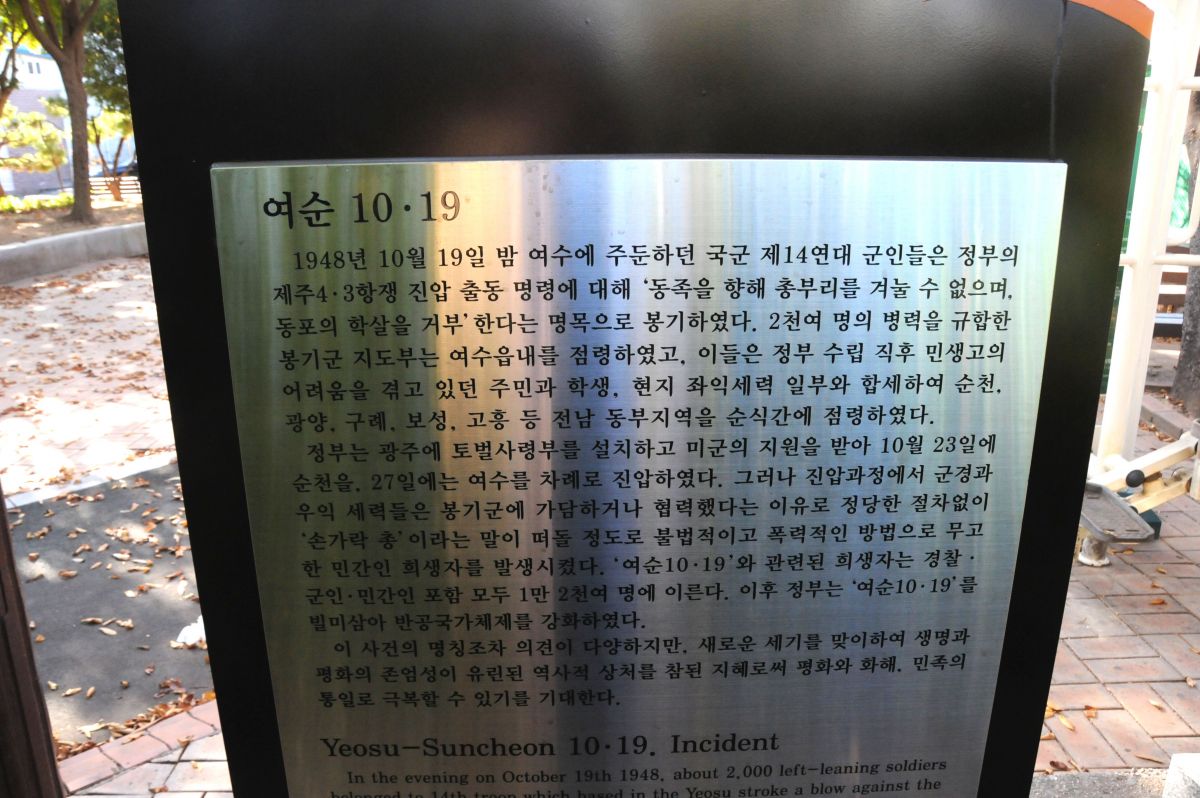 여순 10·19
1948년 10월 19일 밤 여수에 주둔하던 국군 제14연대 군인들은 정부의
제주4·3항쟁 진압 출동 명령에 대해 '동족을 향해 총부리를 겨눌 수 없으며,
동포의 학살을 거부'한다는 명목으로 봉기하였다. 2천여 명의 병력을 규합한
봉기군 지도부는 여수읍내를 점령하였고, 이들은 정부 수립 직후 민생고의
어려움을 겪고 있던 주민과 학생, 현지 좌익세력 일부와 합세하여 순천,
광양, 구례, 보성, 고흥 등 전남 동부지역을 순식간에 점령하였다.
정부는 광주에 토벌사령부를 설치하고 미군의 지원을 받아 10월 23일에
순천을, 27일에는 여수를 차례로 진압하였다. 그러나 진압과정에서 군경과
우익 세력들은 봉기군에 가담하거나 협력했다는 이유로 정당한 절차없이
'손가락 총'이라는 말이 떠돌 정도로 불법적이고 폭력적인 방법으로 무고
한 민간인 희생자를 발생시켰다. '여순10·19'와 관련된 희생자는 경찰·
군인·민간인 포함 모두 1만 2천여 명에 이른다. 이후 정부는 '여순10·19'를
빌미삼아 반공국가체제를 강화하였다.
이 사건의 명칭조차 의견이 다양하지만, 새로운 세기를 맞이하여 생명과
평화의 존엄성이 유린된 역사적 상처를 참된 지혜로써 평화와 화해, 민족의
통일로 극복할 수 있기를 기대한다.
Yeosu-Suncheon 10·19. Incident
In the evening on October 19th 1948, about 2,000 left-leaning soldiers
belonged to 14th troop which based in the Yeosu stroke a blow against the